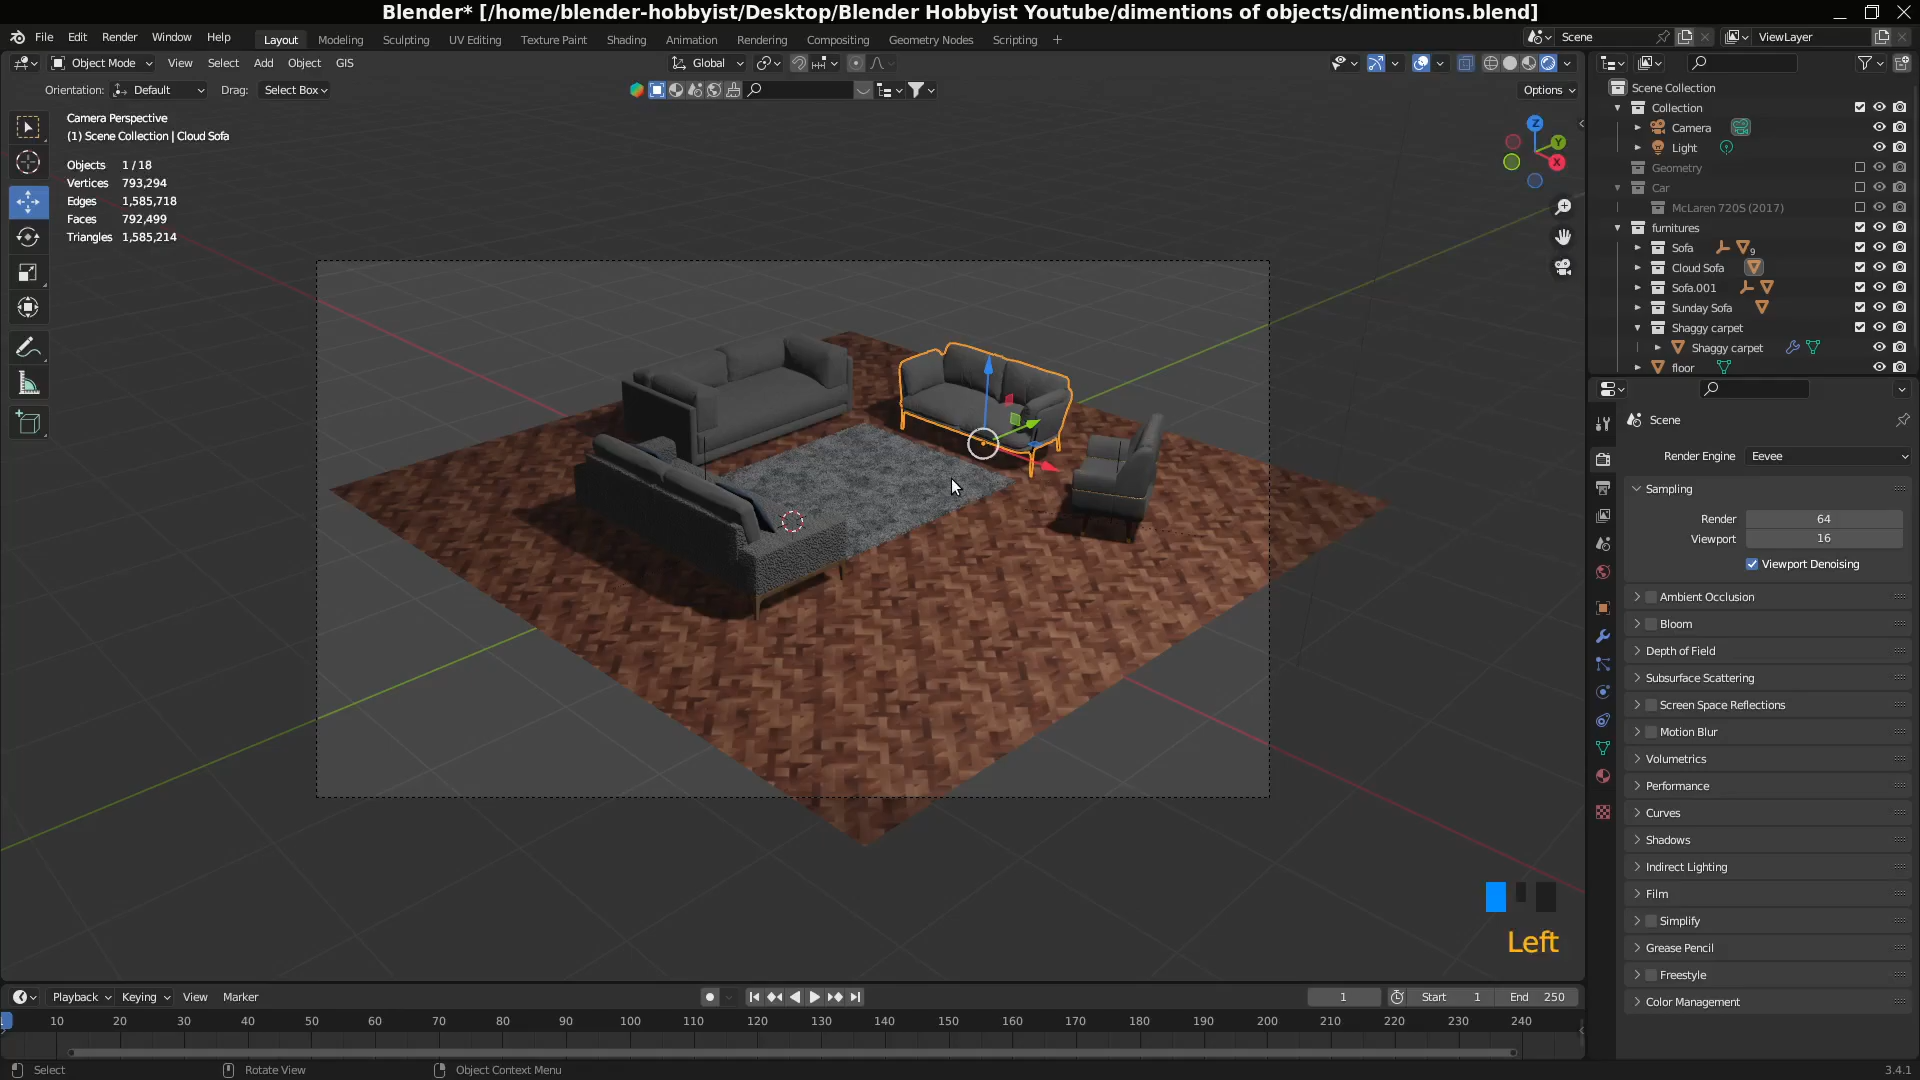 Blender* [/home/blender-hobbyist/Desktop/Blender Hobbyist Youtube/dimentions of objects/dimentions.blend]
File Edit Render Window Help Layout Modeling Sculpting UV Editing Texture Paint Shading Animation Rendering Compositing Geometry Nodes Scripting + Scene ViewLayer
Object Mode View Select Add Object GIS Global
Orientation: Default Drag: Select Box Options
Camera Perspective
(1) Scene Collection | Cloud Sofa
Objects 1 / 18
Vertices 793,294
Edges 1,585,718
Faces 792,499
Triangles 1,585,214
Z
Y
X
Scene Collection
Collection
Camera
Light
Geometry
Car
McLaren 720S (2017)
furnitures
Sofa 9
Cloud Sofa
Sofa.001
Sunday Sofa
Shaggy carpet
Shaggy carpet
floor
Scene
Render Engine Eevee
Sampling
Render 64
Viewport 16
Viewport Denoising
Ambient Occlusion
Bloom
Depth of Field
Subsurface Scattering
Screen Space Reflections
Motion Blur
Volumetrics
Performance
Curves
Shadows
Indirect Lighting
Film
Simplify
Grease Pencil
Freestyle
Color Management
Left
Playback Keying View Marker 1 Start 1 End 250
10 20 30 40 50 60 70 80 90 100 110 120 130 140 150 160 170 180 190 200 210 220 230 240
Select Rotate View Object Context Menu 3.4.1